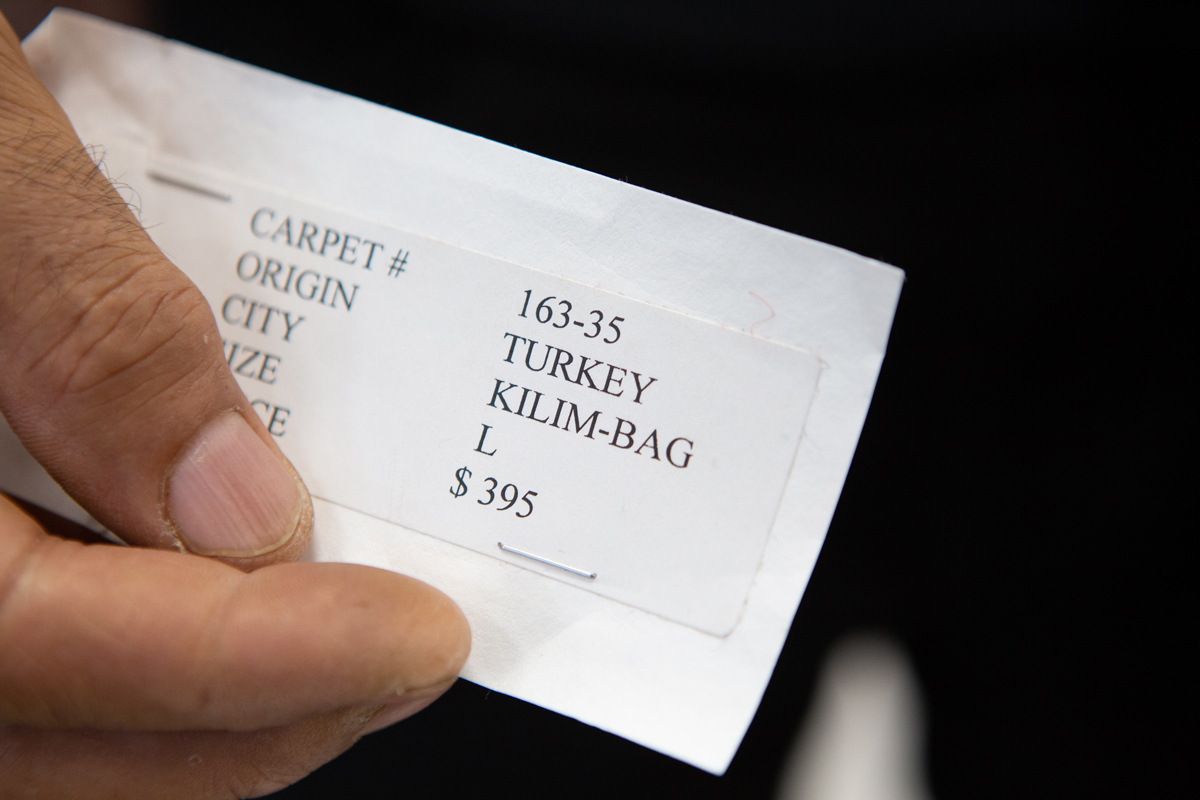 CARPET # 163-35
ORIGIN TURKEY
CITY KILIM-BAG
IZE L
CE $ 395